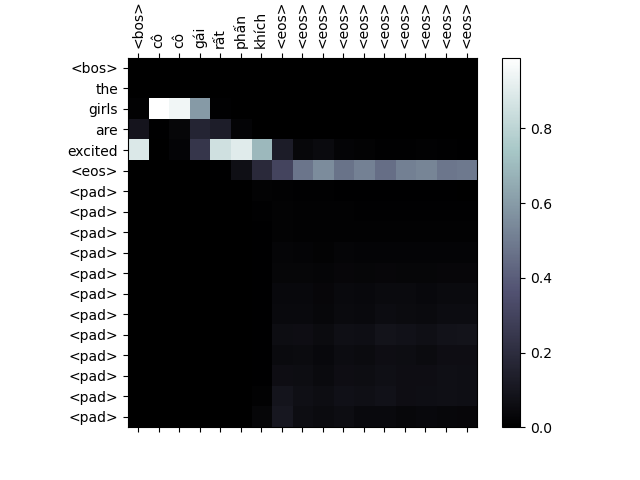 <bos> cô cô gái rất phấn khích <eos> <eos> <eos> <eos> <eos> <eos> <eos> <eos> <eos> <eos>
<bos>
the
girls
are
excited
<eos>
<pad>
<pad>
<pad>
<pad>
<pad>
<pad>
<pad>
<pad>
<pad>
<pad>
<pad>
<pad>
0.8
0.6
0.4
0.2
0.0